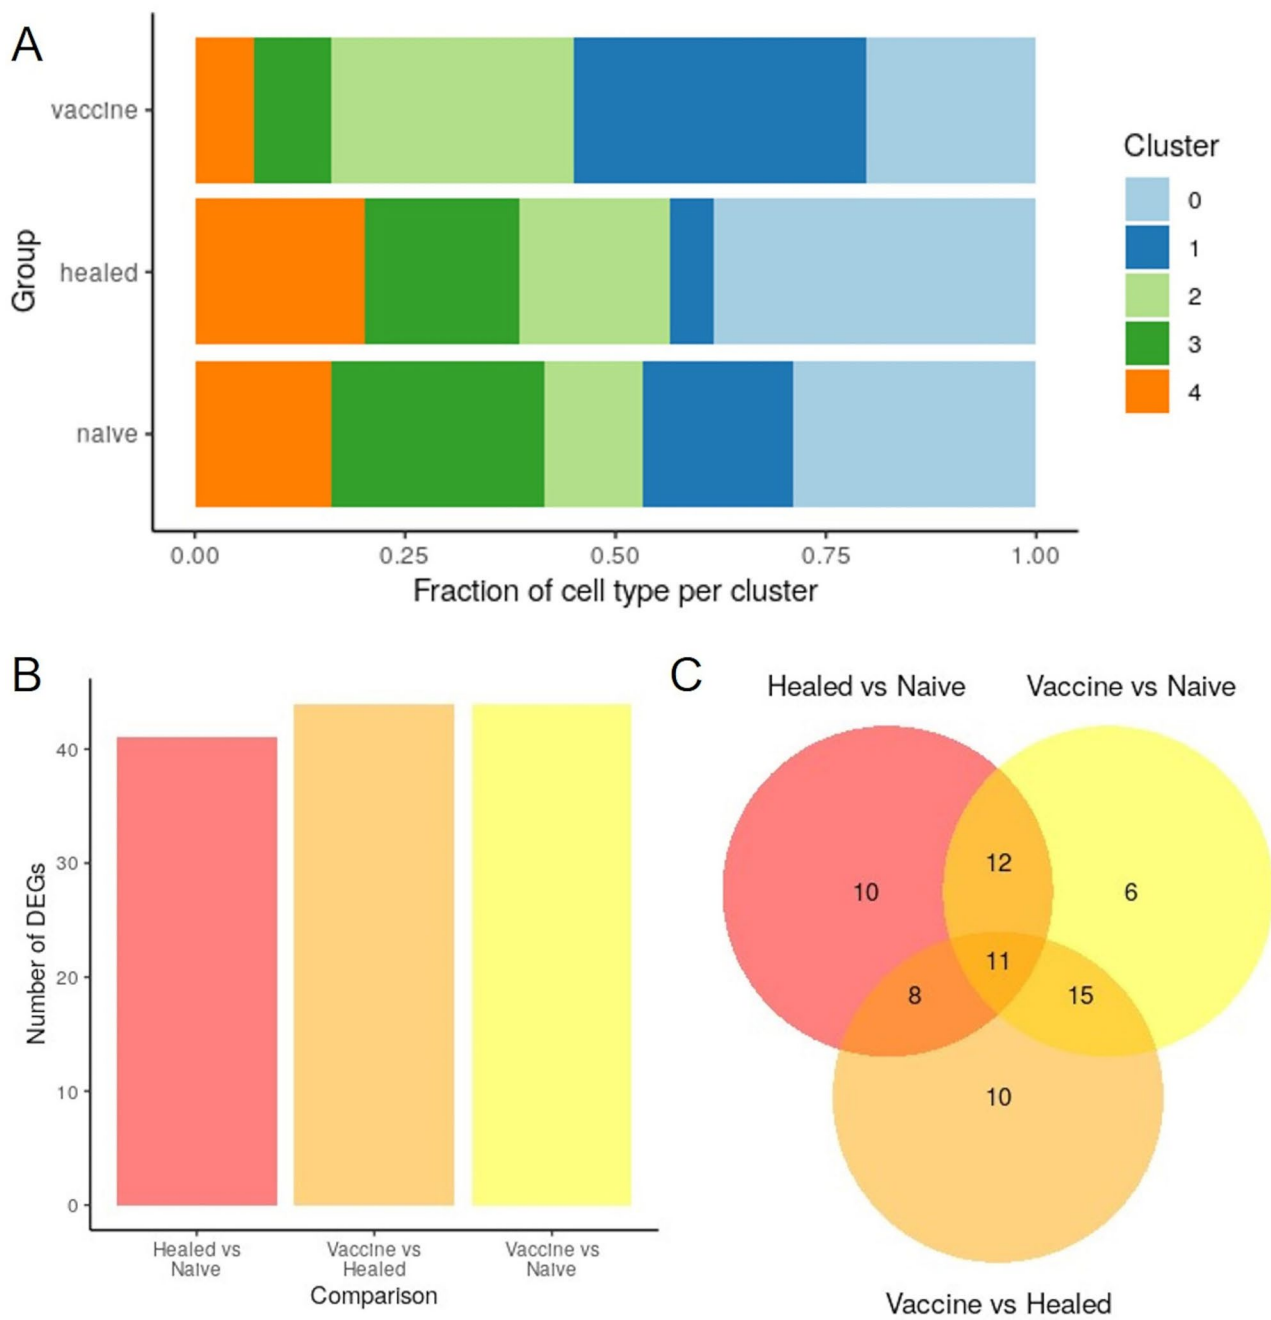 A
vaccine
healed
naive
Group
0.00 0.25 0.50 0.75 1.00
Fraction of cell type per cluster
Cluster
0
1
2
3
4
B
40
30
20
10
0
Number of DEGs
Healed vs Naive
Vaccine vs Healed
Vaccine vs Naive
Comparison
C
Healed vs Naive
Vaccine vs Naive
12
10
6
11
8
15
10
Vaccine vs Healed